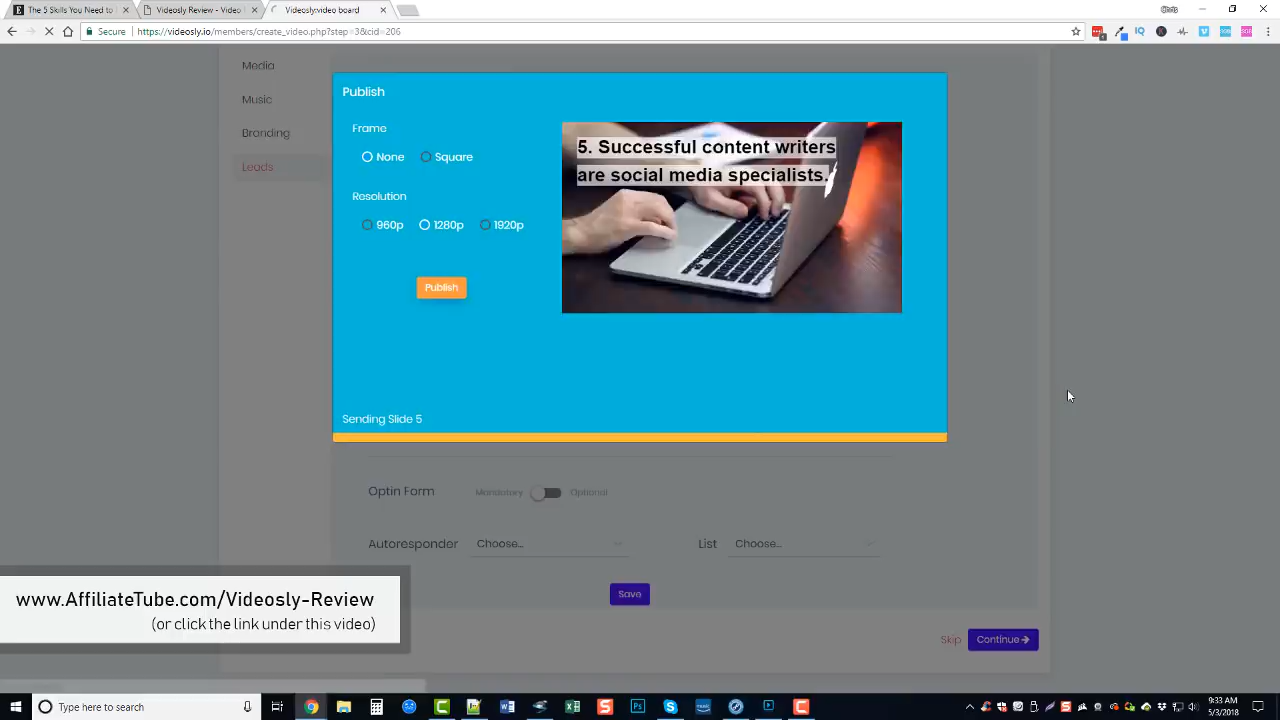 The 5 Skills You Need to
Videosly Review - Video
Videosly:video board
Chris
Secure
https://videosly.io/members/create_video.php?step=3&cid=206
Media
Music
Branding
Leads
Publish
Frame
None
Square
Resolution
960p
1280p
1920p
Publish
5. Successful content writers
are social media specialists.
Sending Slide 5
Optin Form
Mandatory
Optional
Autoresponder
Choose...
List
Choose...
Save
Skip
Continue
www.AffiliateTube.com/Videosly-Review
(or click the link under this video)
Type here to search
9:33 AM
5/3/2018